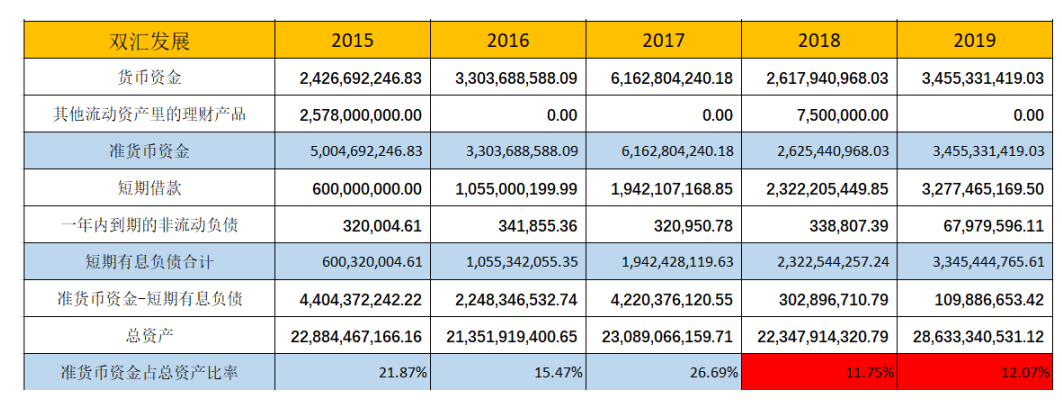 双汇发展 2015 2016 2017 2018 2019
货币资金 2,426,692,246.83 3,303,688,588.09 6,162,804,240.18 2,617,940,968.03 3,455,331,419.03
其他流动资产里的理财产品 2,578,000,000.00 0.00 0.00 7,500,000.00 0.00
准货币资金 5,004,692,246.83 3,303,688,588.09 6,162,804,240.18 2,625,440,968.03 3,455,331,419.03
短期借款 600,000,000.00 1,055,000,199.99 1,942,107,168.85 2,322,205,449.85 3,277,465,169.50
一年内到期的非流动负债 320,004.61 341,855.36 320,950.78 338,807.39 67,979,596.11
短期有息负债合计 600,320,004.61 1,055,342,055.35 1,942,428,119.63 2,322,544,257.24 3,345,444,765.61
准货币资金-短期有息负债 4,404,372,242.22 2,248,346,532.74 4,220,376,120.55 302,896,710.79 109,886,653.42
总资产 22,884,467,166.16 21,351,919,400.65 23,089,066,159.71 22,347,914,320.79 28,633,340,531.12
准货币资金占总资产比率 21.87% 15.47% 26.69% 11.75% 12.07%